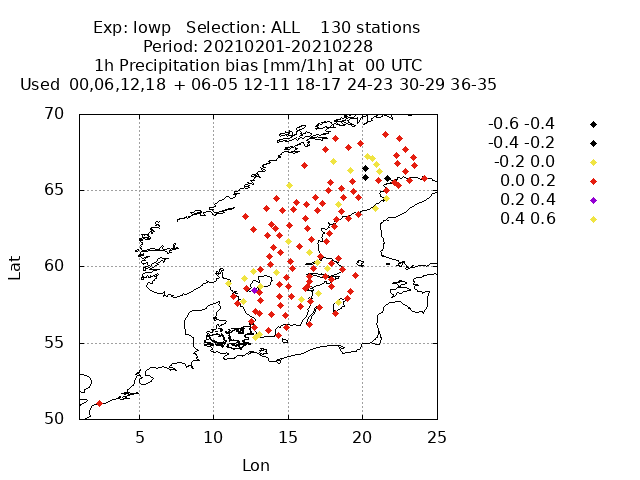 Exp: lowp   Selection: ALL    130 stations
Period: 20210201-20210228
1h Precipitation bias [mm/1h] at  00 UTC
Used  00,06,12,18 + 06-05 12-11 18-17 24-23 30-29 36-35
70
65
60
55
50
Lat
5 10 15 20 25
Lon
-0.6 -0.4
-0.4 -0.2
-0.2 0.0
0.0 0.2
0.2 0.4
0.4 0.6